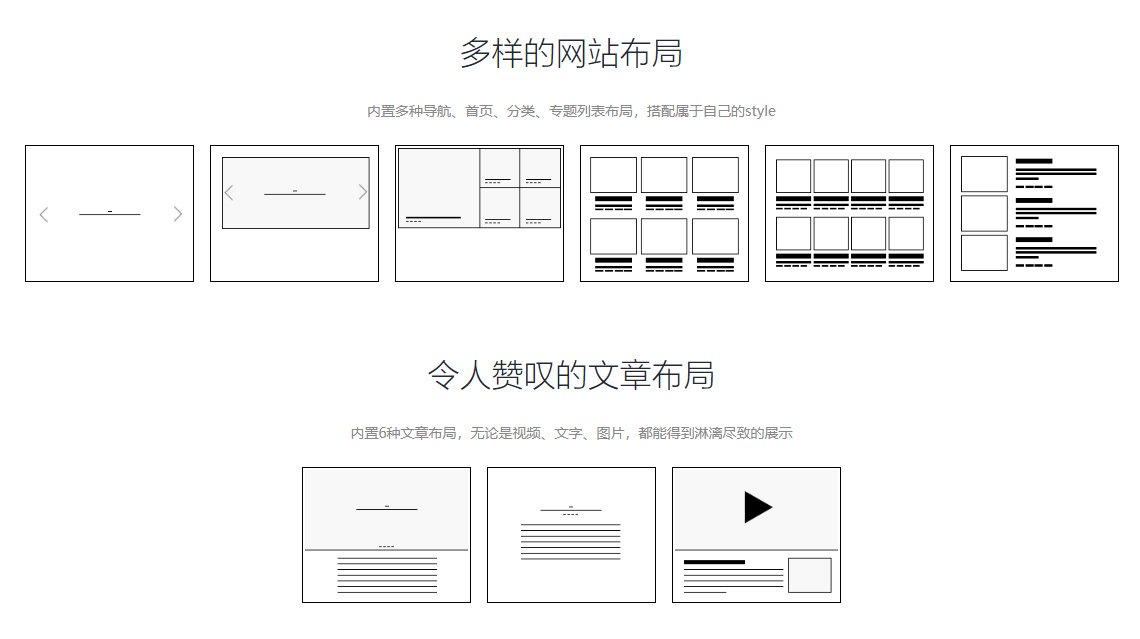 多样的网站布局
内置多种导航、首页、分类、专题列表布局，搭配属于自己的style
令人赞叹的文章布局
内置6种文章布局，无论是视频、文字、图片，都能得到淋漓尽致的展示